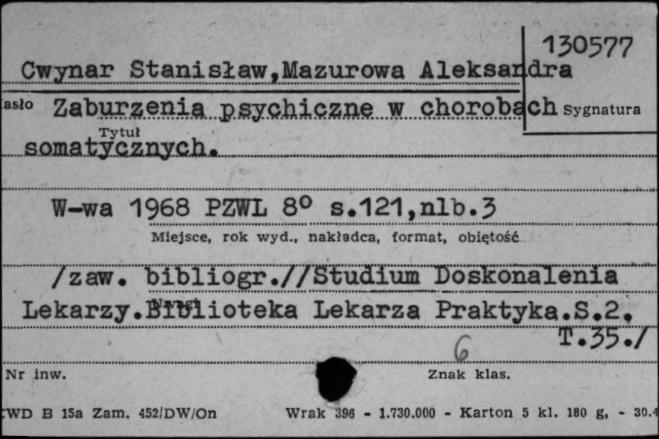 130577
Cwynar Stanisław, Mazurowa Aleksandra
asło Zaburzenia psychiczne w chorobach Sygnatura
Tytuł
somatycznych.
W-wa 1968 PZWL 8° s.121,nlb.3
Miejsce, rok wyd., nakładca, format, objętość
/zaw. bibliogr.//Studium Doskonalenia
Lekarzy.Biblioteka Lekarza Praktyka.S.2.
Uwagi
T.35./
6
Nr inw. Znak klas.
WD B 15a Zam. 452/DW/On Wrak 396 - 1.730.000 - Karton 5 kl. 180 g, - 30.4